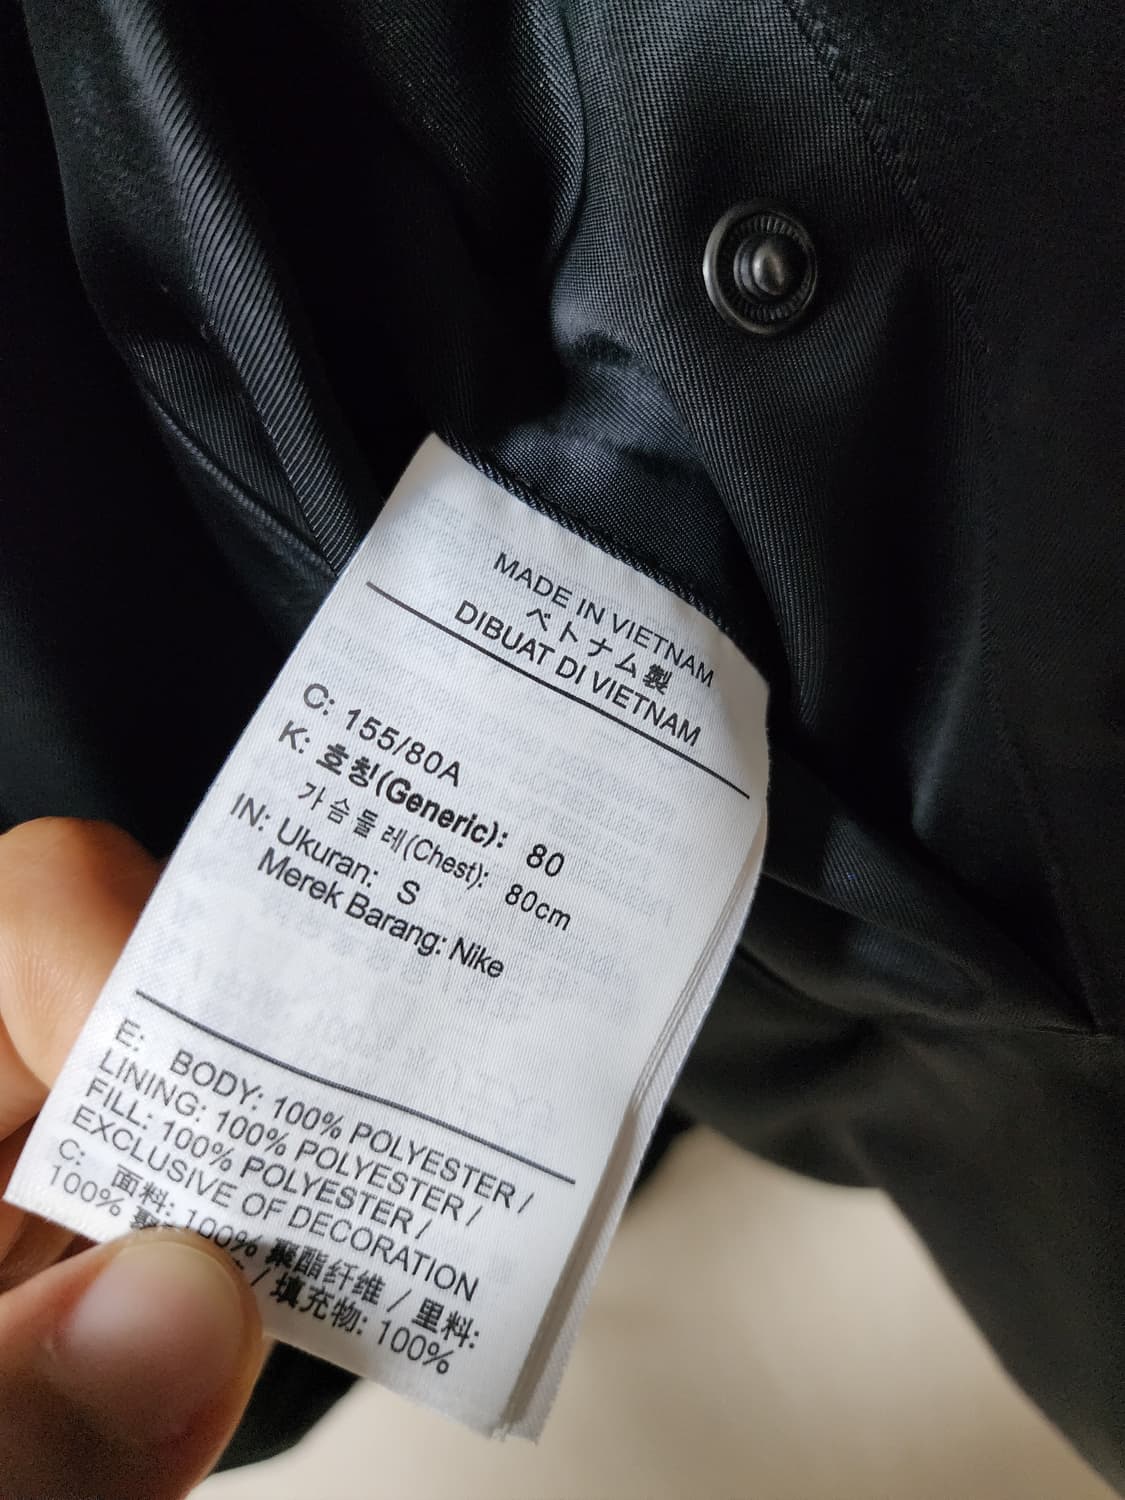 MADE IN VIETNAM
ベトナム製
DIBUAT DI VIETNAM
C: 155/80A
K: 호칭(Generic): 80
가슴둘레(Chest): 80cm
IN: Ukuran: S
Merek Barang: Nike
E: BODY: 100% POLYESTER /
LINING: 100% POLYESTER /
FILL: 100% POLYESTER /
EXCLUSIVE OF DECORATION
C: 面料: 100% 聚酯纤维 / 里料:
100% / 填充物: 100%